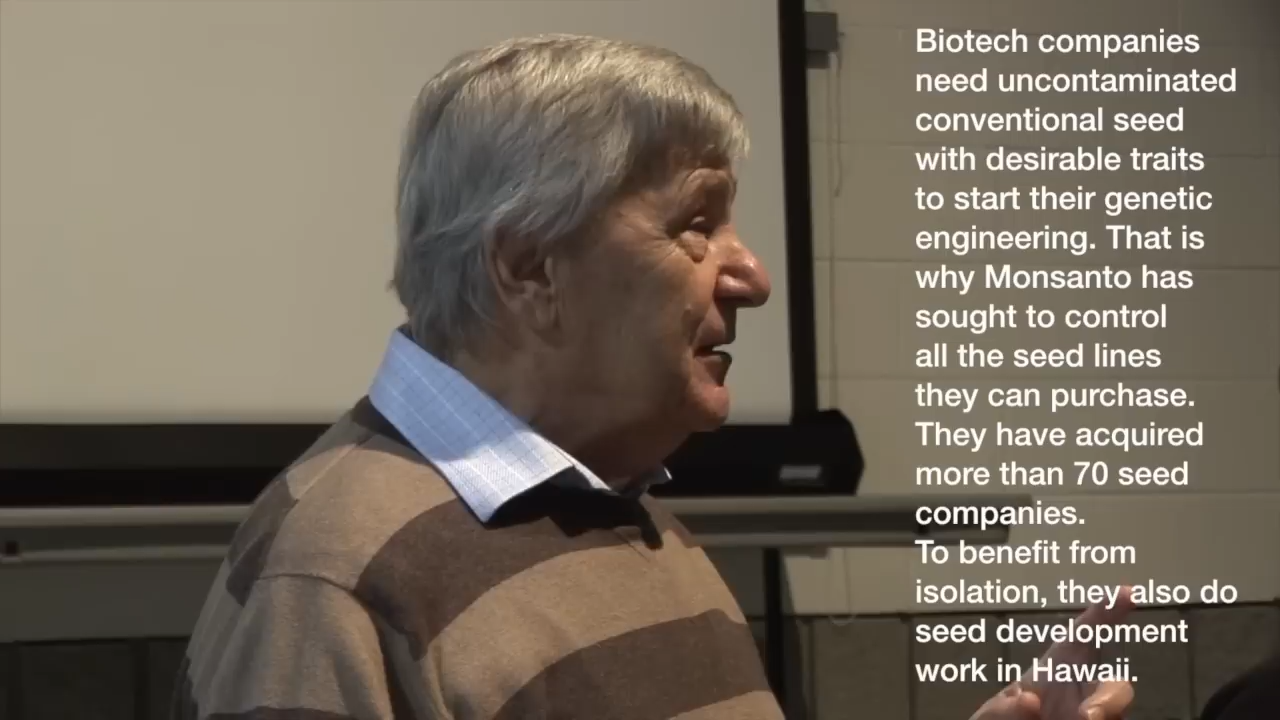 Biotech companies
need uncontaminated
conventional seed
with desirable traits
to start their genetic
engineering. That is
why Monsanto has
sought to control
all the seed lines
they can purchase.
They have acquired
more than 70 seed
companies.
To benefit from
isolation, they also do
seed development
work in Hawaii.